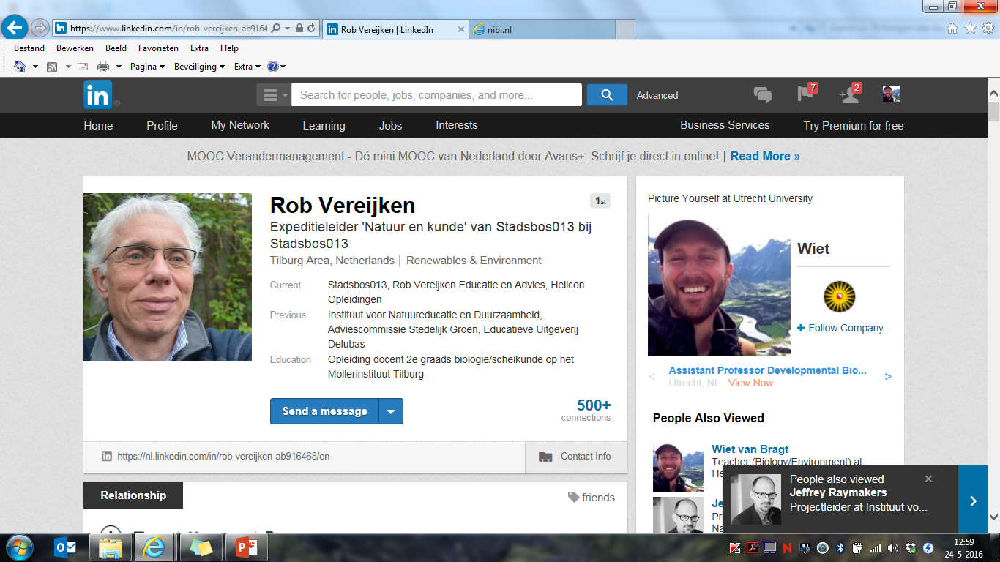 https://www.linkedin.com/in/rob-vereijken-ab9164
Rob Vereijken | LinkedIn
nibi.nl
Bestand Bewerken Beeld Favorieten Extra Help
Pagina Beveiliging Extra
in
Search for people, jobs, companies, and more...
Advanced
7
2
Home Profile My Network Learning Jobs Interests Business Services Try Premium for free
MOOC Verandermanagement - Dé mini MOOC van Nederland door Avans+. Schrijf je direct in online! | Read More »
Rob Vereijken
1st
Expeditieleider 'Natuur en kunde' van Stadsbos013 bij
Stadsbos013
Tilburg Area, Netherlands | Renewables & Environment
Current Stadsbos013, Rob Vereijken Educatie en Advies, Helicon
Opleidingen
Previous Instituut voor Natuureducatie en Duurzaamheid,
Adviescommissie Stedelijk Groen, Educatieve Uitgeverij
Delubas
Education Opleiding docent 2e graads biologie/scheikunde op het
Mollerinstituut Tilburg
Send a message
500+
connections
https://nl.linkedin.com/in/rob-vereijken-ab916468/en
Contact Info
Relationship
friends
Picture Yourself at Utrecht University
Wiet
Follow Company
< Assistant Professor Developmental Bio... >
Utrecht, NL View Now
People Also Viewed
Wiet van Bragt
Teacher (Biology/Environment) at
People also viewed
Jeffrey Raymakers
Projectleider at Instituut vo...
12:59
24-5-2016